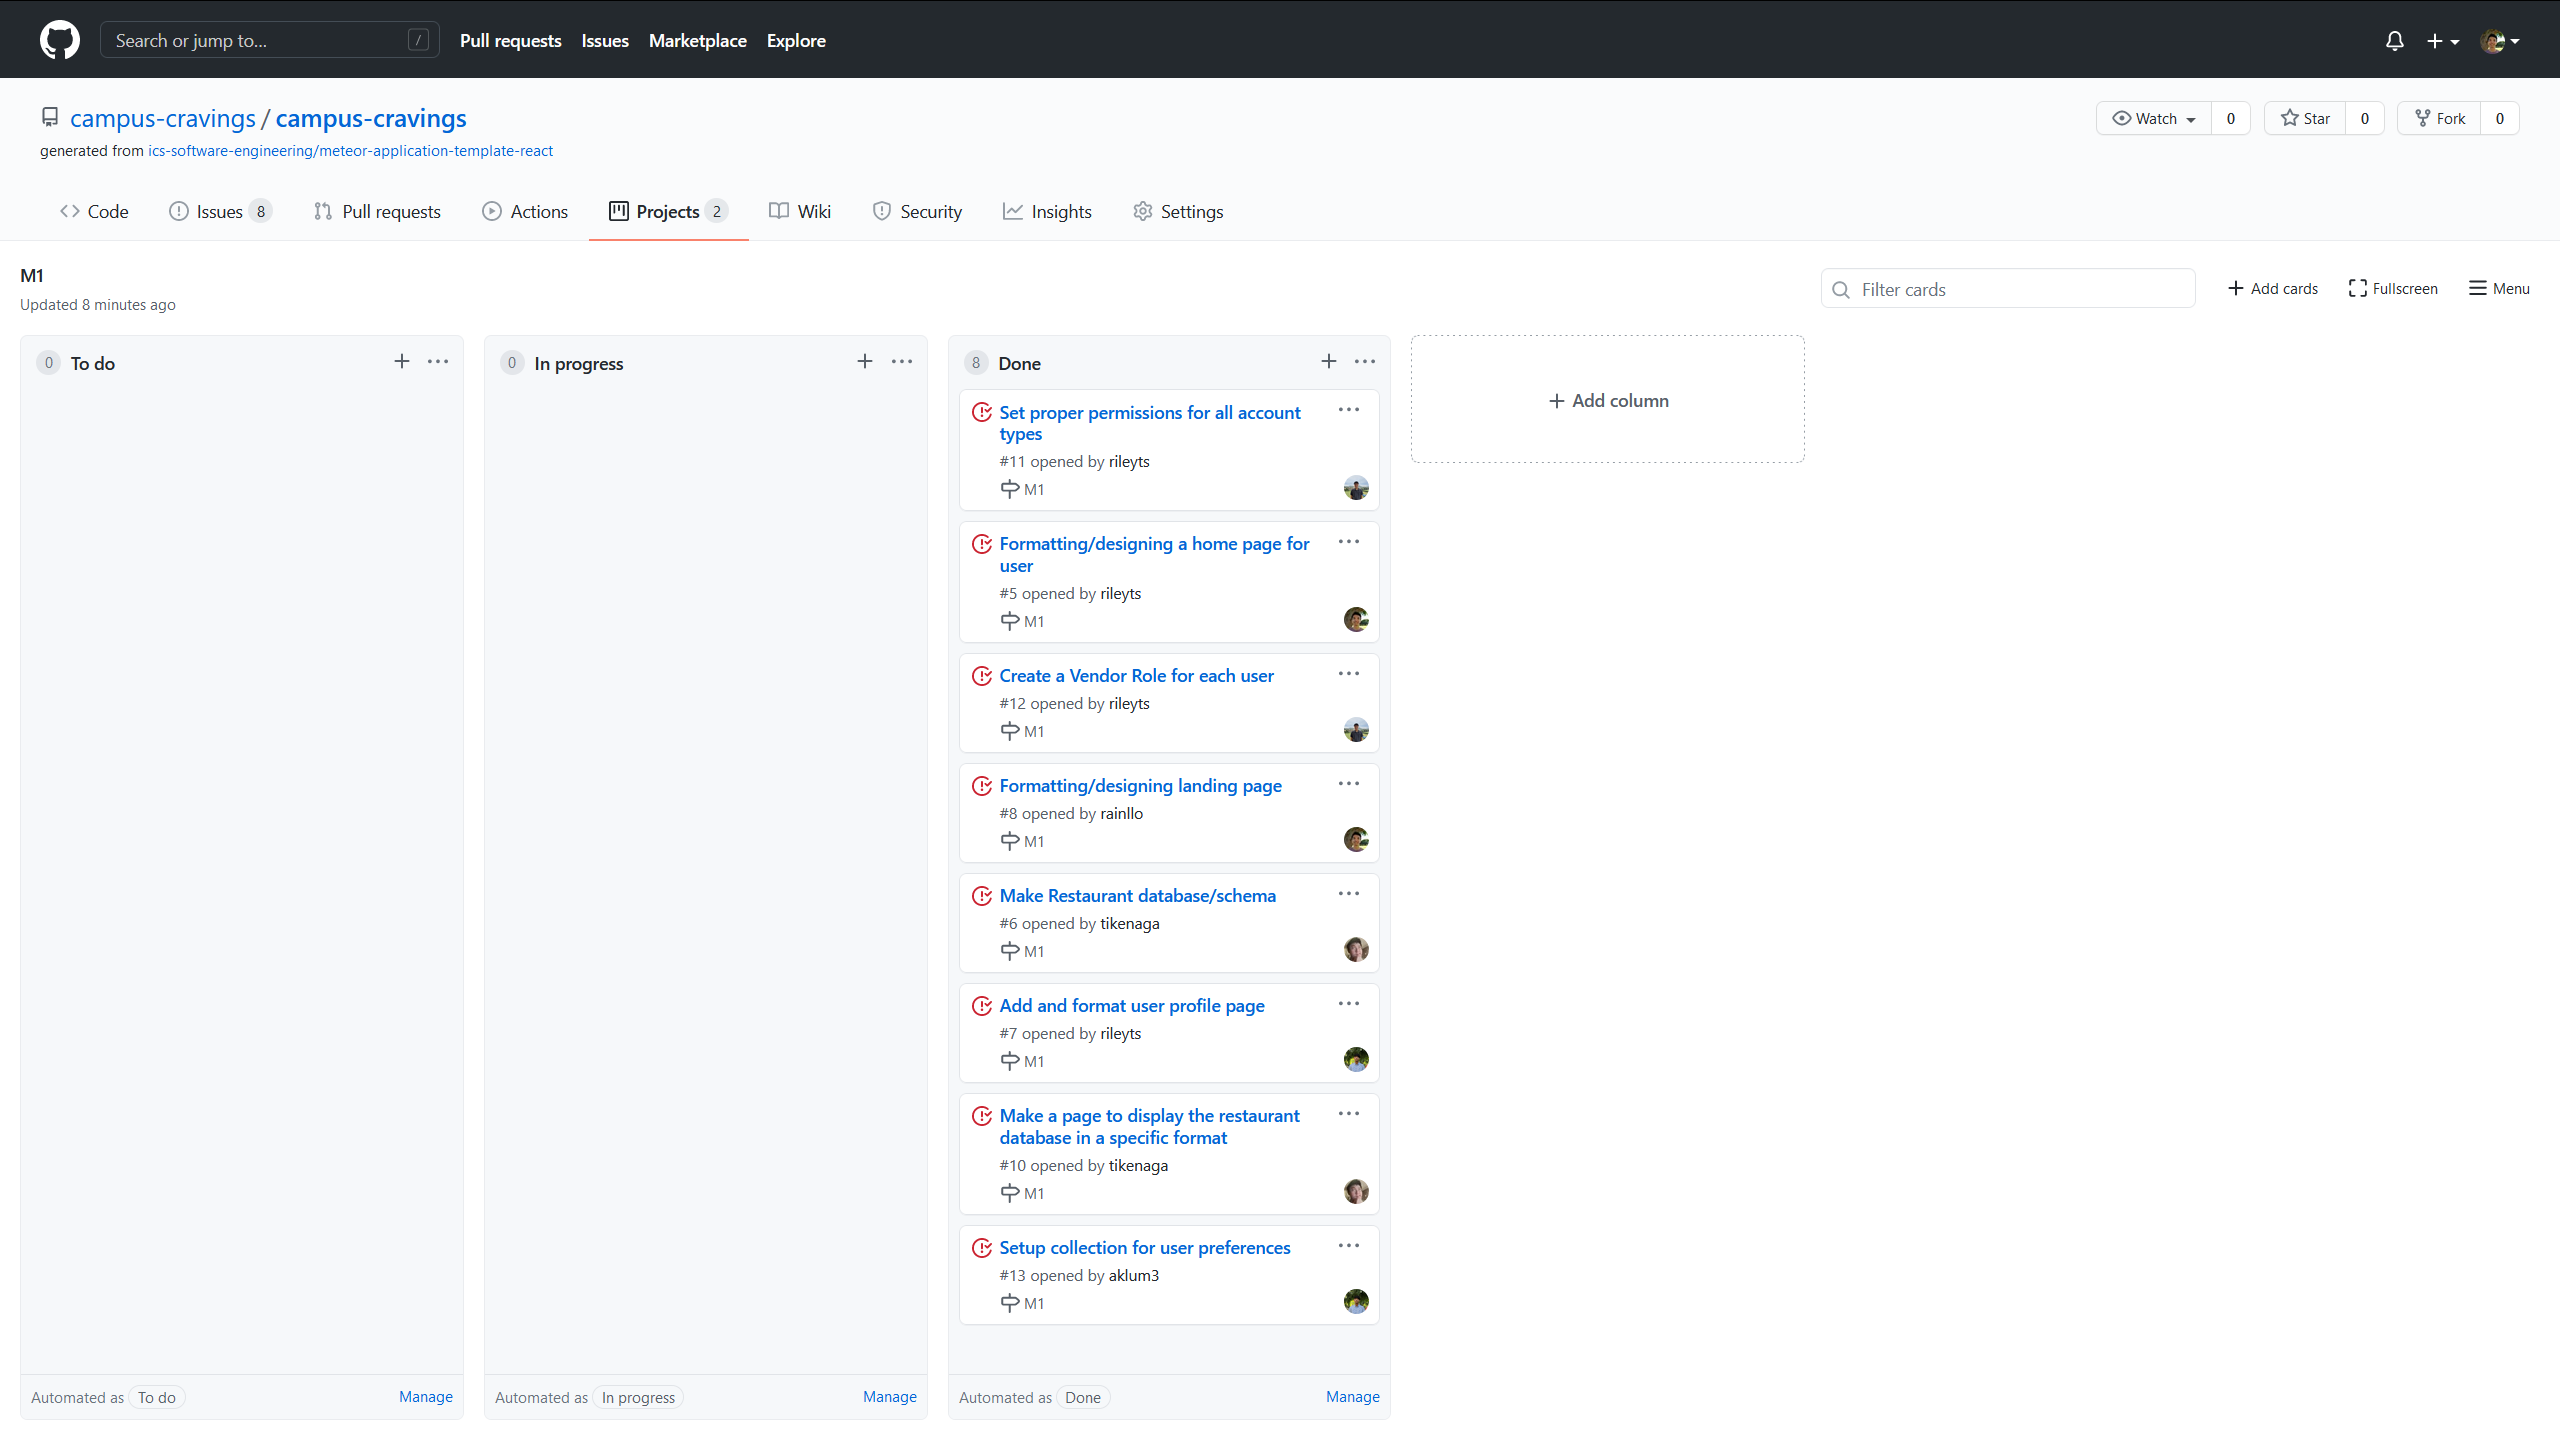 Search or jump to... /
Pull requests Issues Marketplace Explore
campus-cravings / campus-cravings
Watch 0 Star 0 Fork 0
generated from ics-software-engineering/meteor-application-template-react
Code Issues 8 Pull requests Actions Projects 2 Wiki Security Insights Settings
M1
Updated 8 minutes ago
Filter cards
Add cards Fullscreen Menu
0 To do
Automated as To do Manage
0 In progress
Automated as In progress Manage
8 Done
Set proper permissions for all account
types
#11 opened by rileyts
M1
Formatting/designing a home page for
user
#5 opened by rileyts
M1
Create a Vendor Role for each user
#12 opened by rileyts
M1
Formatting/designing landing page
#8 opened by rainllo
M1
Make Restaurant database/schema
#6 opened by tikenaga
M1
Add and format user profile page
#7 opened by rileyts
M1
Make a page to display the restaurant
database in a specific format
#10 opened by tikenaga
M1
Setup collection for user preferences
#13 opened by aklum3
M1
Automated as Done Manage
Add column